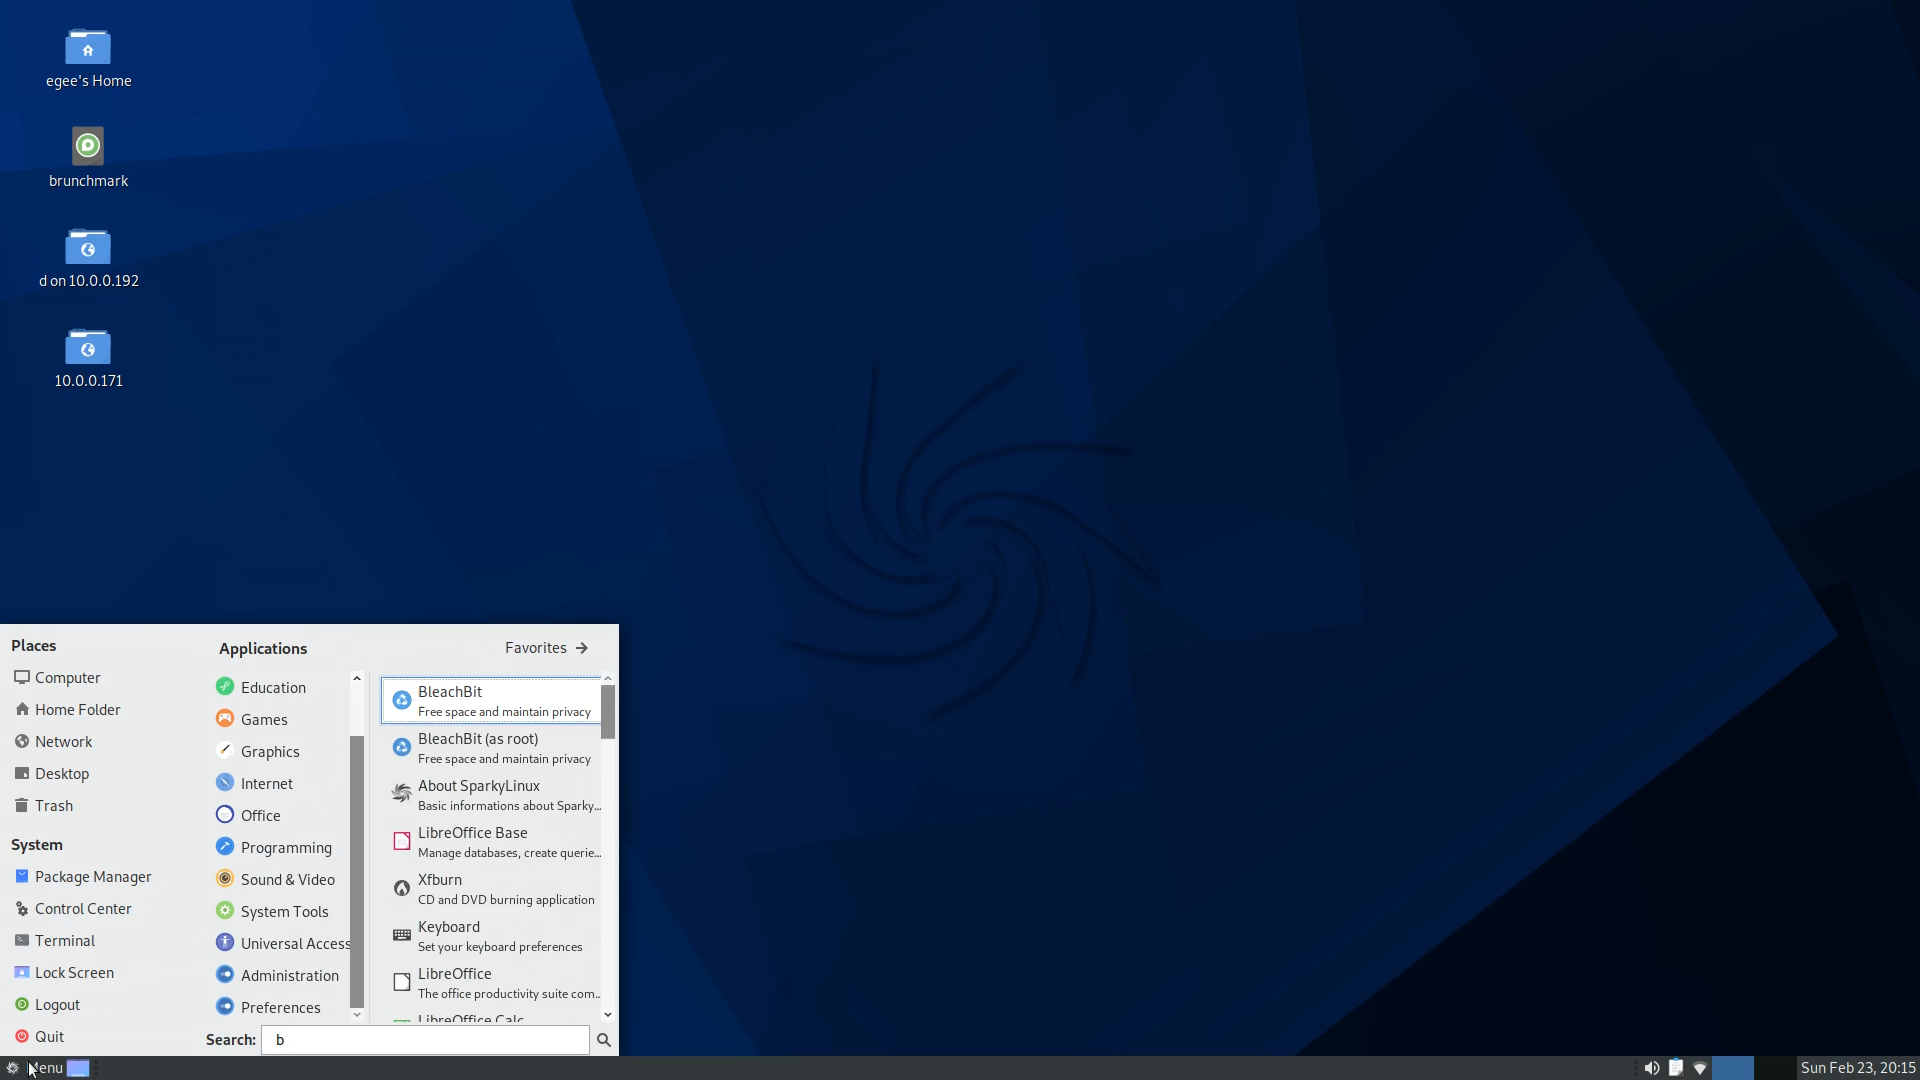 egee's Home
brunchmark
d on 10.0.0.192
10.0.0.171
Places
Computer
Home Folder
Network
Desktop
Trash
System
Package Manager
Control Center
Terminal
Lock Screen
Logout
Quit
Applications
Favorites
Education
Games
Graphics
Internet
Office
Programming
Sound & Video
System Tools
Universal Access
Administration
Preferences
BleachBit
Free space and maintain privacy
BleachBit (as root)
Free space and maintain privacy
About SparkyLinux
Basic informations about Sparky...
LibreOffice Base
Manage databases, create querie...
Xfburn
CD and DVD burning application
Keyboard
Set your keyboard preferences
LibreOffice
The office productivity suite com...
LibreOffice Calc
Search: b
Menu
Sun Feb 23, 20:15